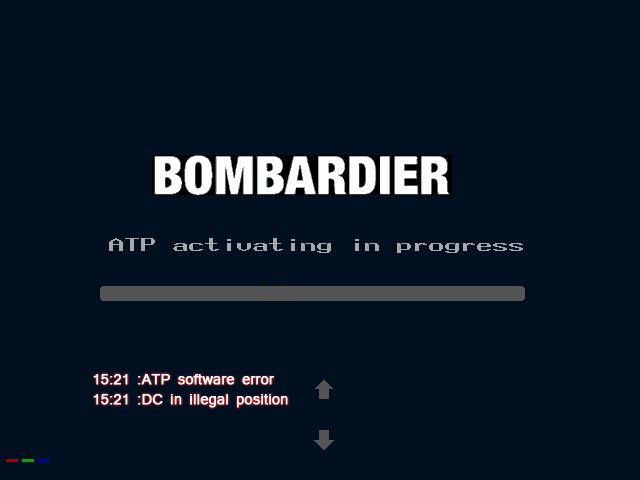 BOMBARDIER
ATP activating in progress
15:21 :ATP software error
15:21 :DC in illegal position